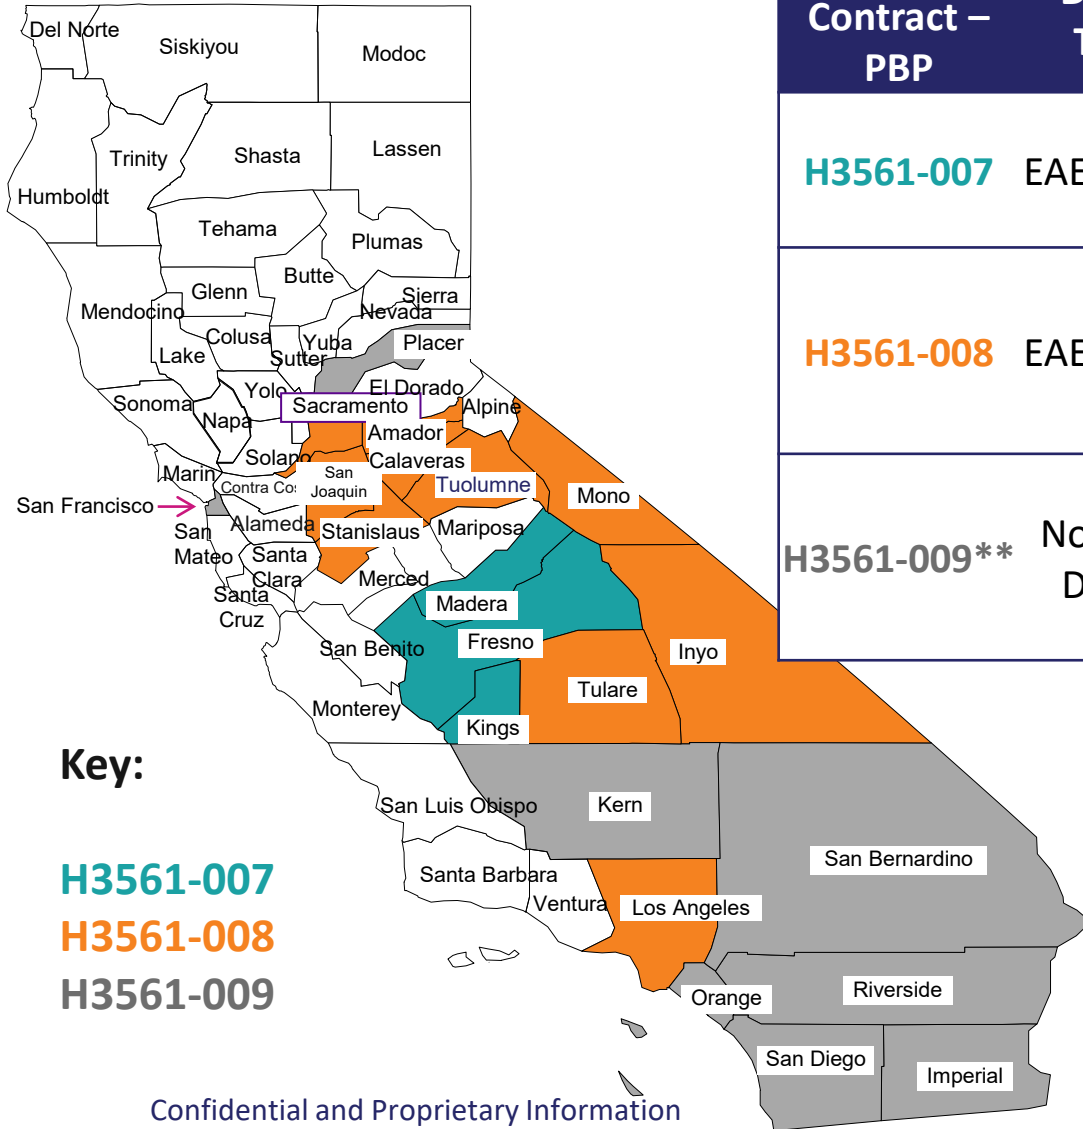 Del Norte
Siskiyou
Modoc
Trinity
Shasta
Lassen
Humboldt
Tehama
Plumas
Butte
Glenn
Sierra
Mendocino
Nevada
Colusa
Yuba
Placer
Lake
Sutter
Yolo
El Dorado
Sonoma
Sacramento
Alpine
Napa
Amador
Solano
Calaveras
Marin
Contra Cos
San
Joaquin
Tuolumne
Mono
San Francisco
Alameda
Stanislaus
Mariposa
San
Mateo
Santa
Clara
Merced
Santa
Cruz
Madera
Fresno
San Benito
Inyo
Tulare
Monterey
Kings
San Luis Obispo
Kern
San Bernardino
Santa Barbara
Ventura
Los Angeles
Orange
Riverside
San Diego
Imperial
Contract –
PBP
H3561-007
H3561-008
H3561-009**
Key:
H3561-007
H3561-008
H3561-009
Confidential and Proprietary Information